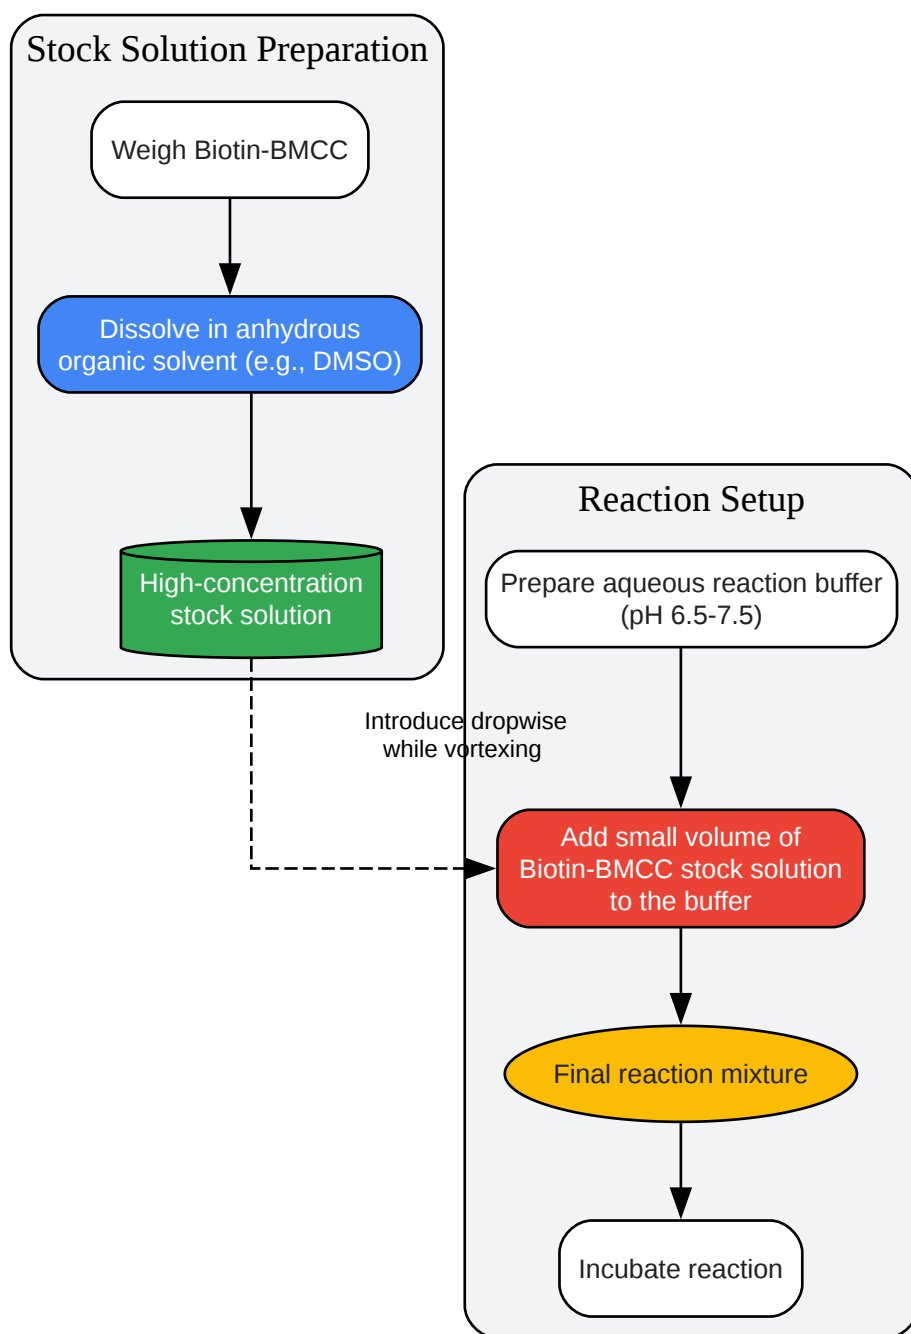 Stock Solution Preparation
Weigh Biotin-BMCC
Dissolve in anhydrous
organic solvent (e.g., DMSO)
High-concentration
stock solution
Introduce dropwise
while vortexing
Reaction Setup
Prepare aqueous reaction buffer
(pH 6.5-7.5)
Add small volume of
Biotin-BMCC stock solution
to the buffer
Final reaction mixture
Incubate reaction